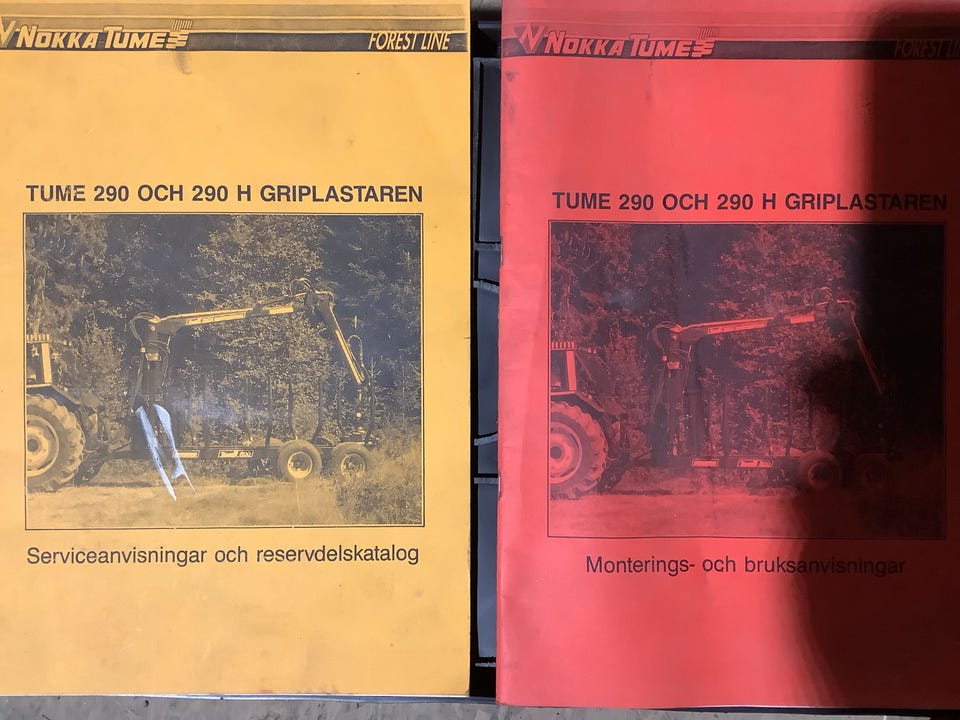 NOKKA TUME
FOREST LINE
TUME 290 OCH 290 H GRIPLASTAREN
Serviceanvisningar och reservdelskatalog
NOKKA TUME
FOREST LI
TUME 290 OCH 290 H GRIPLASTAREN
Monterings- och bruksanvisningar